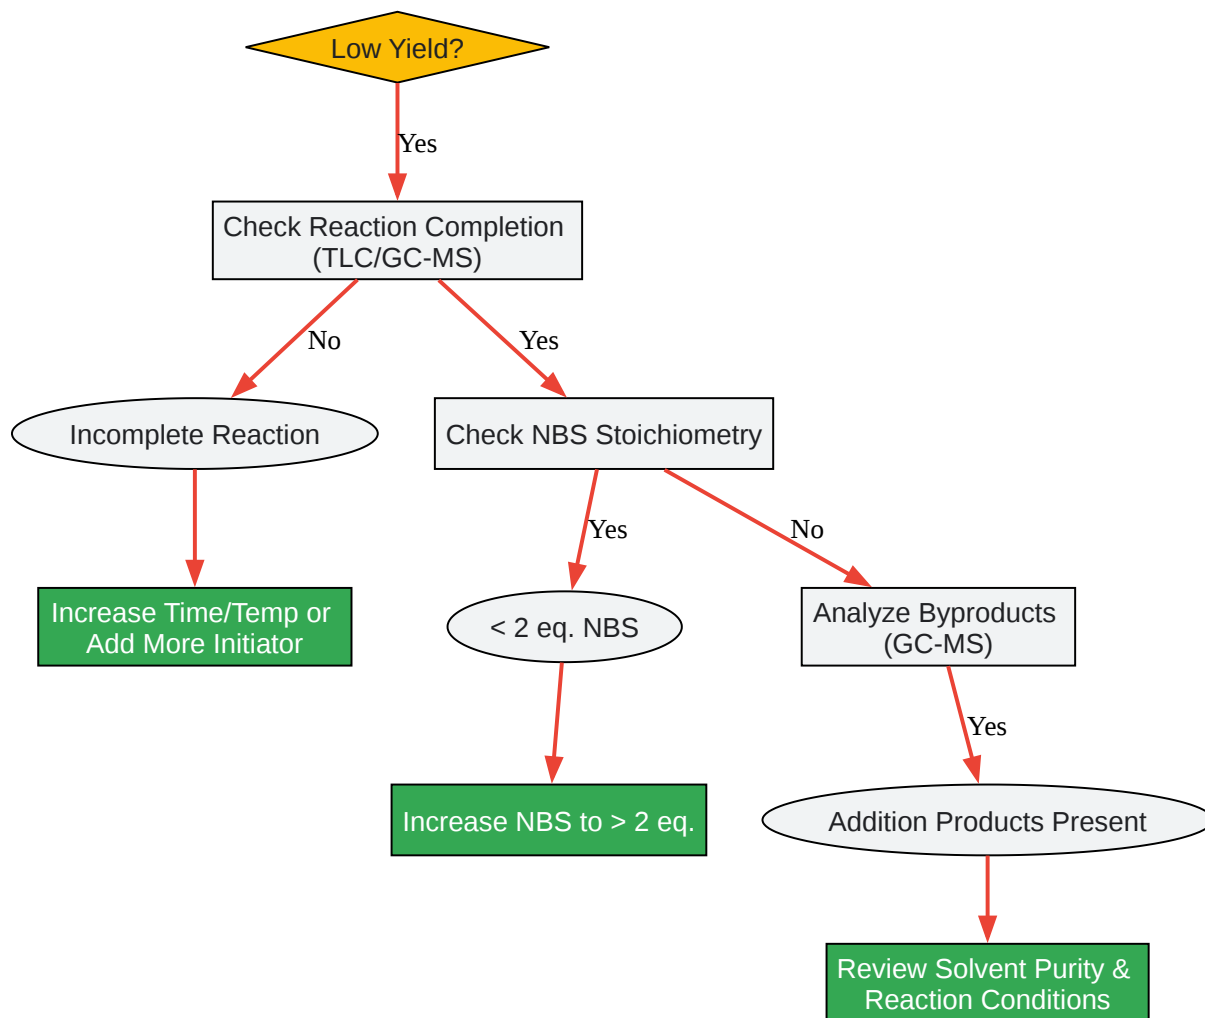 Low Yield?
Yes
Check Reaction Completion
(TLC/GC-MS)
No
Yes
Incomplete Reaction
Check NBS Stoichiometry
Yes
No
Increase Time/Temp or
Add More Initiator
< 2 eq. NBS
Analyze Byproducts
(GC-MS)
Yes
Increase NBS to > 2 eq.
Addition Products Present
Review Solvent Purity &
Reaction Conditions